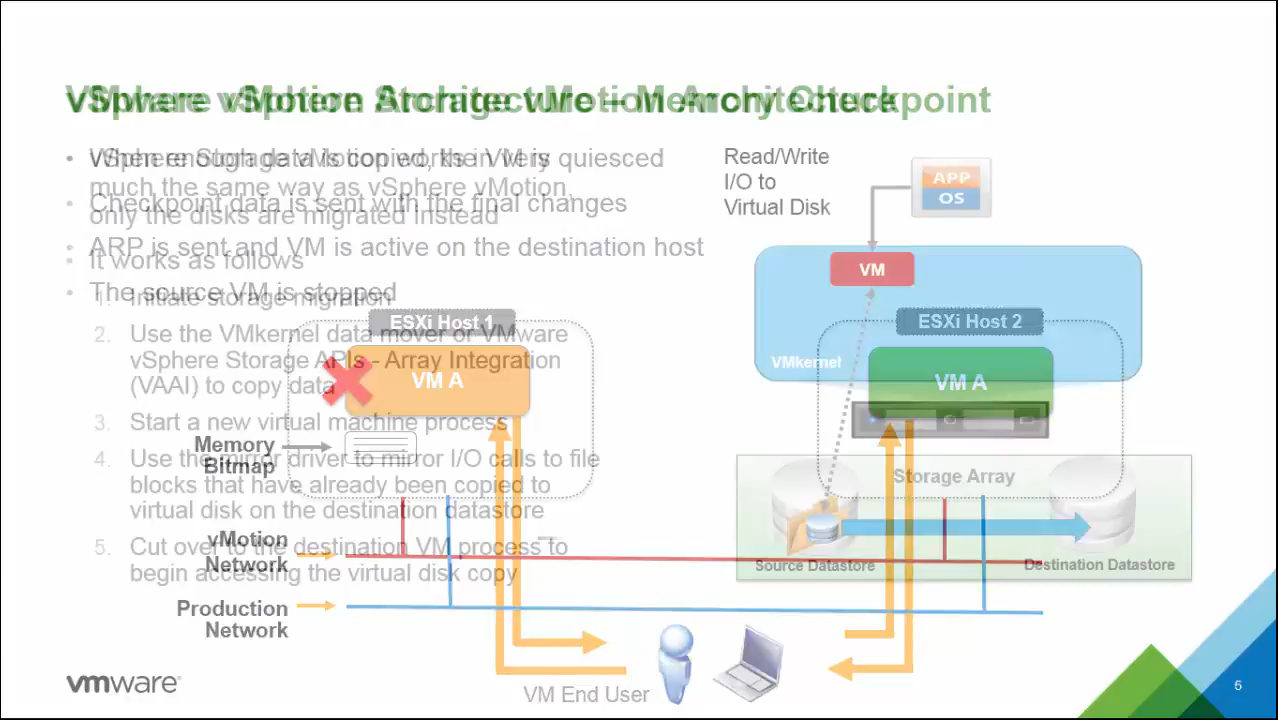 vSphere vMotion Architecture – Memory Checkpoint
VMware vSphere Storage vMotion Architecture
• When enough data is copied, the VM is quiesced
• Checkpoint data is sent with the final changes
• ARP is sent and VM is active on the destination host
• The source VM is stopped
• vSphere Storage vMotion works in very
much the same way as vSphere vMotion,
only the disks are migrated instead
• It works as follows
1. Initiate storage migration
2. Use the VMkernel data mover or VMware
vSphere Storage APIs - Array Integration
(VAAI) to copy data
3. Start a new virtual machine process
4. Use the mirror driver to mirror I/O calls to file
blocks that have already been copied to
virtual disk on the destination datastore
5. Cut over to the destination VM process to
begin accessing the virtual disk copy
Read/Write
I/O to
Virtual Disk
APP
OS
VM
VMkernel
ESXi Host 1
VM A
ESXi Host 2
VM A
Memory
Bitmap
Storage Array
Source Datastore
Destination Datastore
vMotion
Network
Production
Network
VM End User
vmware
6